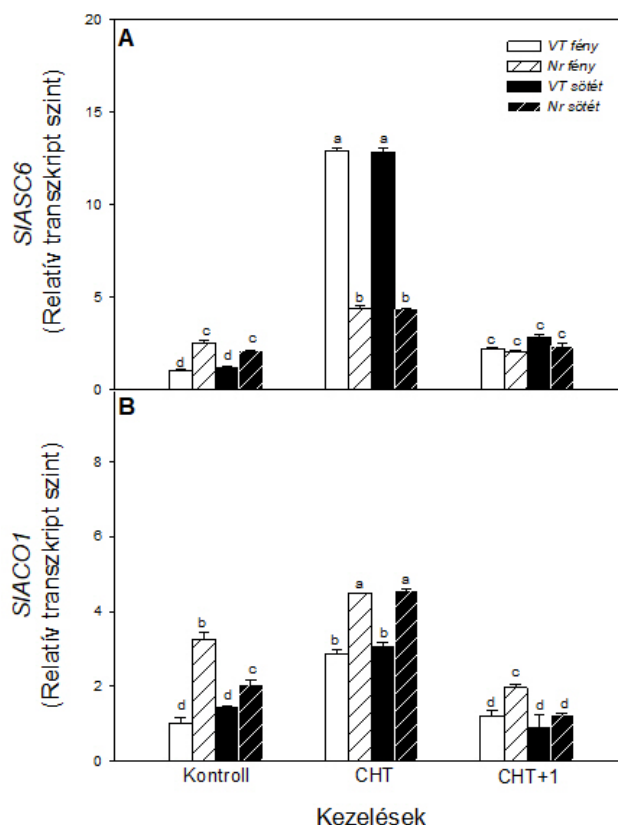 A
20
15
10
5
0
SlASC6
(Relatív transzkript szint)
VT fény
Nr fény
VT sötét
Nr sötét
d c d c
a b a b
c c c c
B
8
6
4
2
0
SlACO1
(Relatív transzkript szint)
d b d c
b a b a
d c d d
Kontroll CHT CHT+1
Kezelések